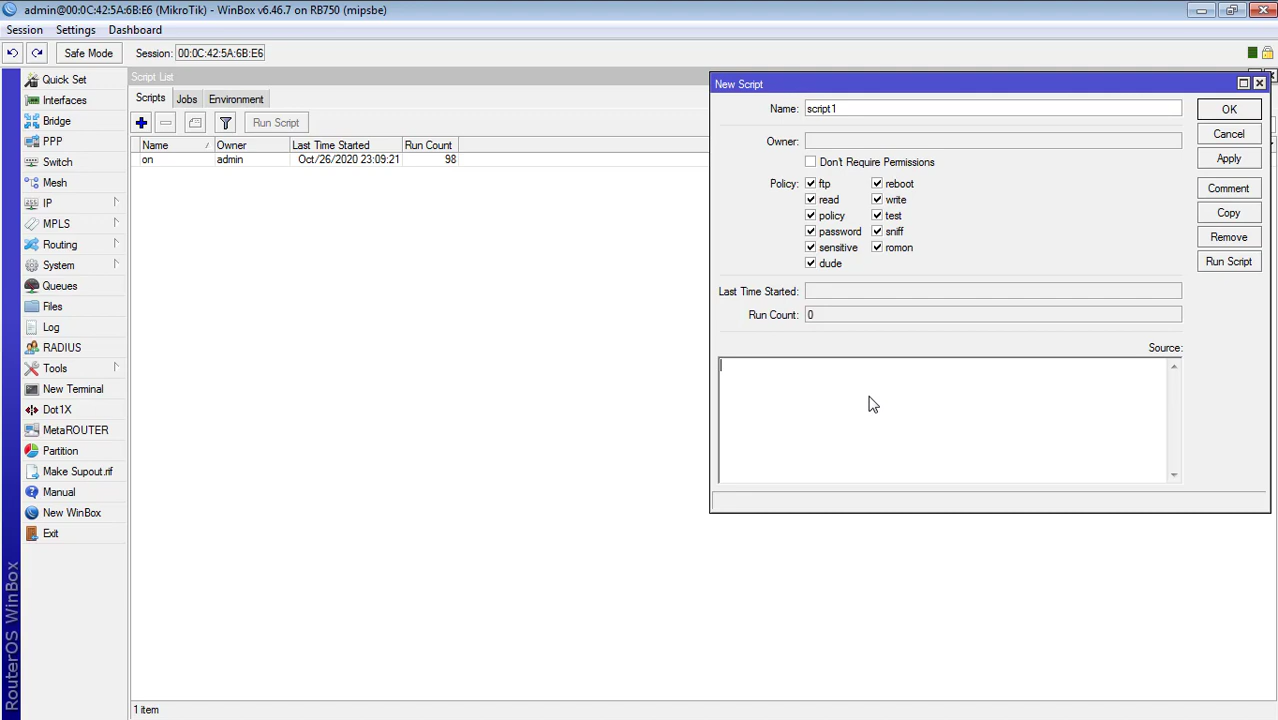 admin@00:0C:42:5A:6B:E6 (MikroTik) - WinBox v6.46.7 on RB750 (mipsbe)
Session Settings Dashboard
Safe Mode Session: 00:0C:42:5A:6B:E6
Quick Set
Interfaces
Bridge
PPP
Switch
Mesh
IP
MPLS
Routing
System
Queues
Files
Log
RADIUS
Tools
New Terminal
Dot1X
MetaROUTER
Partition
Make Supout.rif
Manual
New WinBox
Exit
RouterOS WinBox
Script List
Scripts Jobs Environment
Run Script
Name / Owner Last Time Started Run Count
on admin Oct/26/2020 23:09:21 98
1 item
New Script
Name: script1
Owner:
Don't Require Permissions
Policy: ftp reboot
read write
policy test
password sniff
sensitive romon
dude
Last Time Started:
Run Count: 0
Source:
OK
Cancel
Apply
Comment
Copy
Remove
Run Script